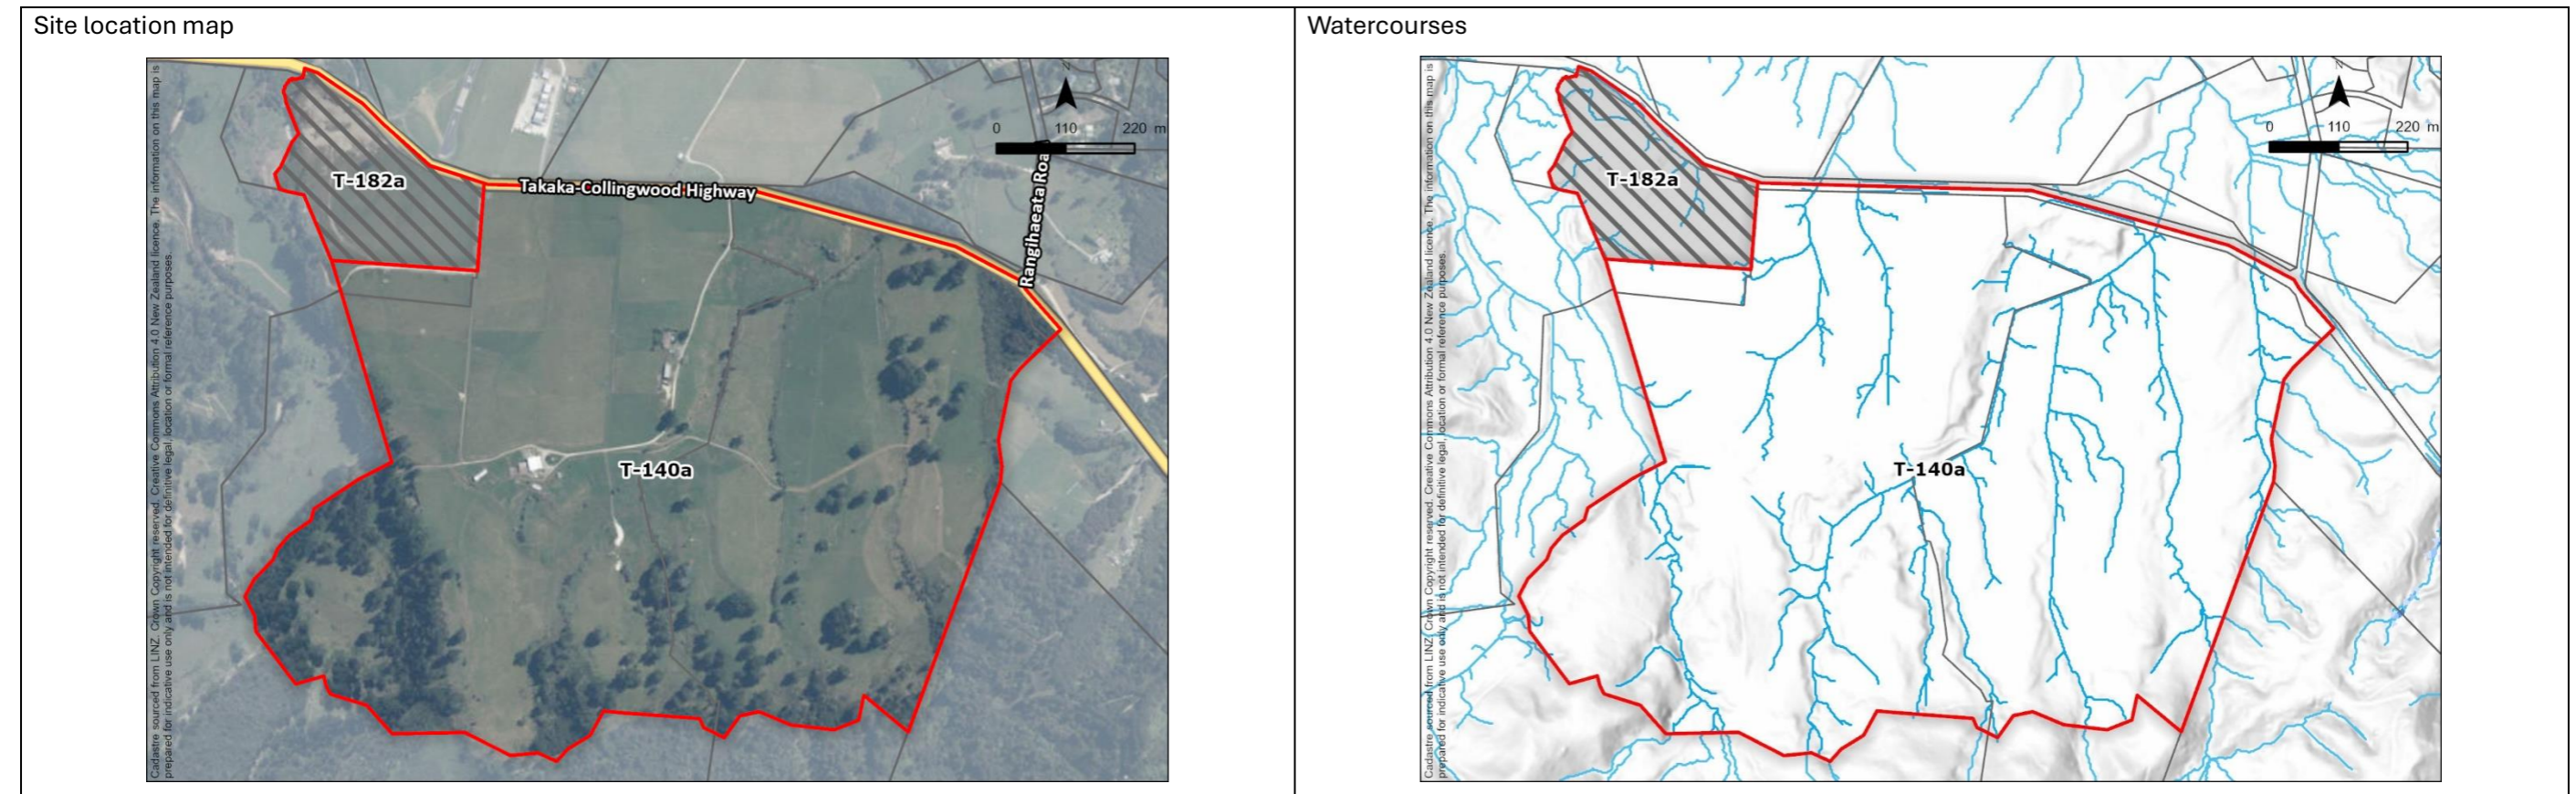 Site location map
Watercourses
Cadastre sourced from LINZ. Crown Copyright reserved. Creative Commons Attribution 4.0 New Zealand licence. The information on this map is
prepared for indicative use only and is not intended for definitive legal, location or formal reference purposes.
T-182a
Takaka-Collingwood Highway
Rangihaeata Roa
0 110 220 m
T-140a
Cadastre sourced from LINZ. Crown Copyright reserved. Creative Commons Attribution 4.0 New Zealand licence. The information on this map is
prepared for indicative use only and is not intended for definitive legal, location or formal reference purposes.
T-182a
0 110 220 m
T-140a